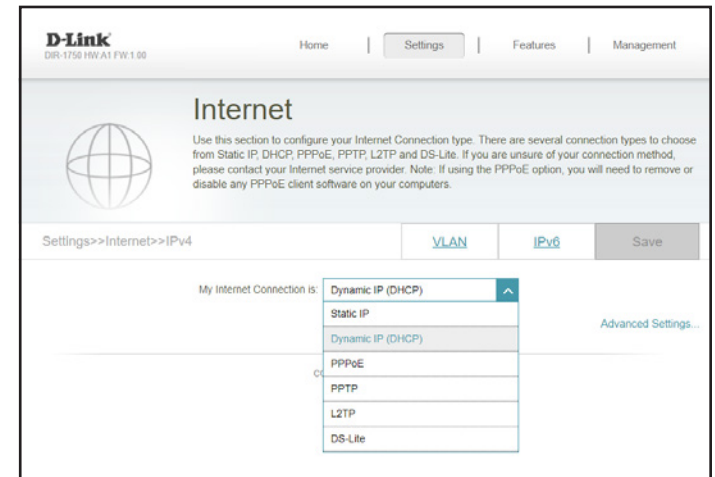 D-Link
DIR-1750 HW:A1 FW:1.00
Home | Settings | Features | Management
Internet
Use this section to configure your Internet Connection type. There are several connection types to choose
from Static IP, DHCP, PPPoE, PPTP, L2TP and DS-Lite. If you are unsure of your connection method,
please contact your Internet service provider. Note: If using the PPPoE option, you will need to remove or
disable any PPPoE client software on your computers.
Settings>>Internet>>IPv4 VLAN IPv6 Save
My Internet Connection is: Dynamic IP (DHCP)
Static IP
Advanced Settings...
Dynamic IP (DHCP)
PPPoE
PPTP
L2TP
DS-Lite